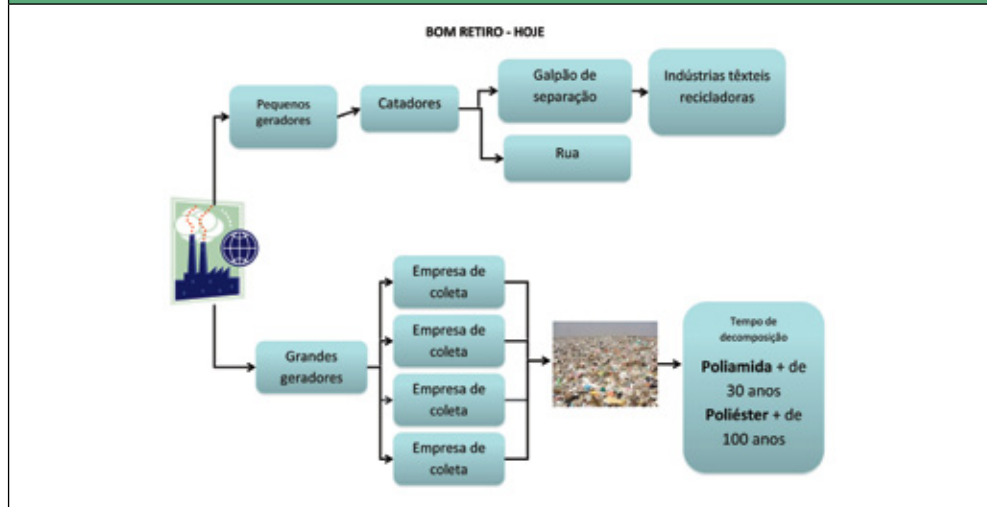 BOM RETIRO - HOJE
Pequenos
geradores
Catadores
Galpão de
separação
Indústrias têxteis
recicladoras
Rua
Grandes
geradores
Empresa de
coleta
Empresa de
coleta
Empresa de
coleta
Empresa de
coleta
Tempo de
decomposição
Poliamida + de
30 anos
Poliéster + de
100 anos